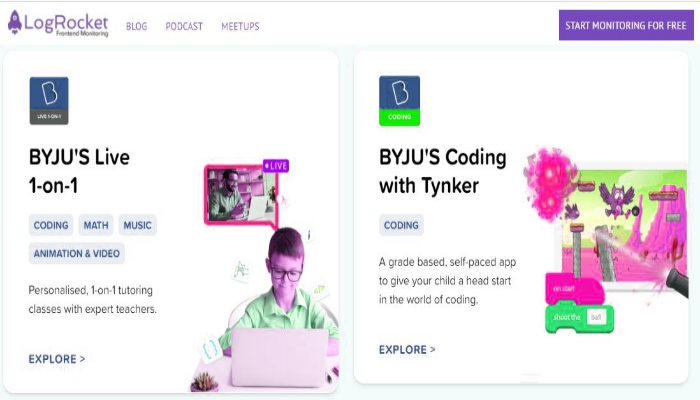 LogRocket
Frontend Monitoring
BLOG PODCAST MEETUPS
START MONITORING FOR FREE
B
LIVE 1-ON-1
BYJU'S Live
1-on-1
CODING MATH MUSIC
ANIMATION & VIDEO
Personalised, 1-on-1 tutoring
classes with expert teachers.
EXPLORE >
LIVE
B
CODING
BYJU'S Coding
with Tynker
CODING
A grade based, self-paced app
to give your child a head start
in the world of coding.
EXPLORE >
on start
shoot the ball